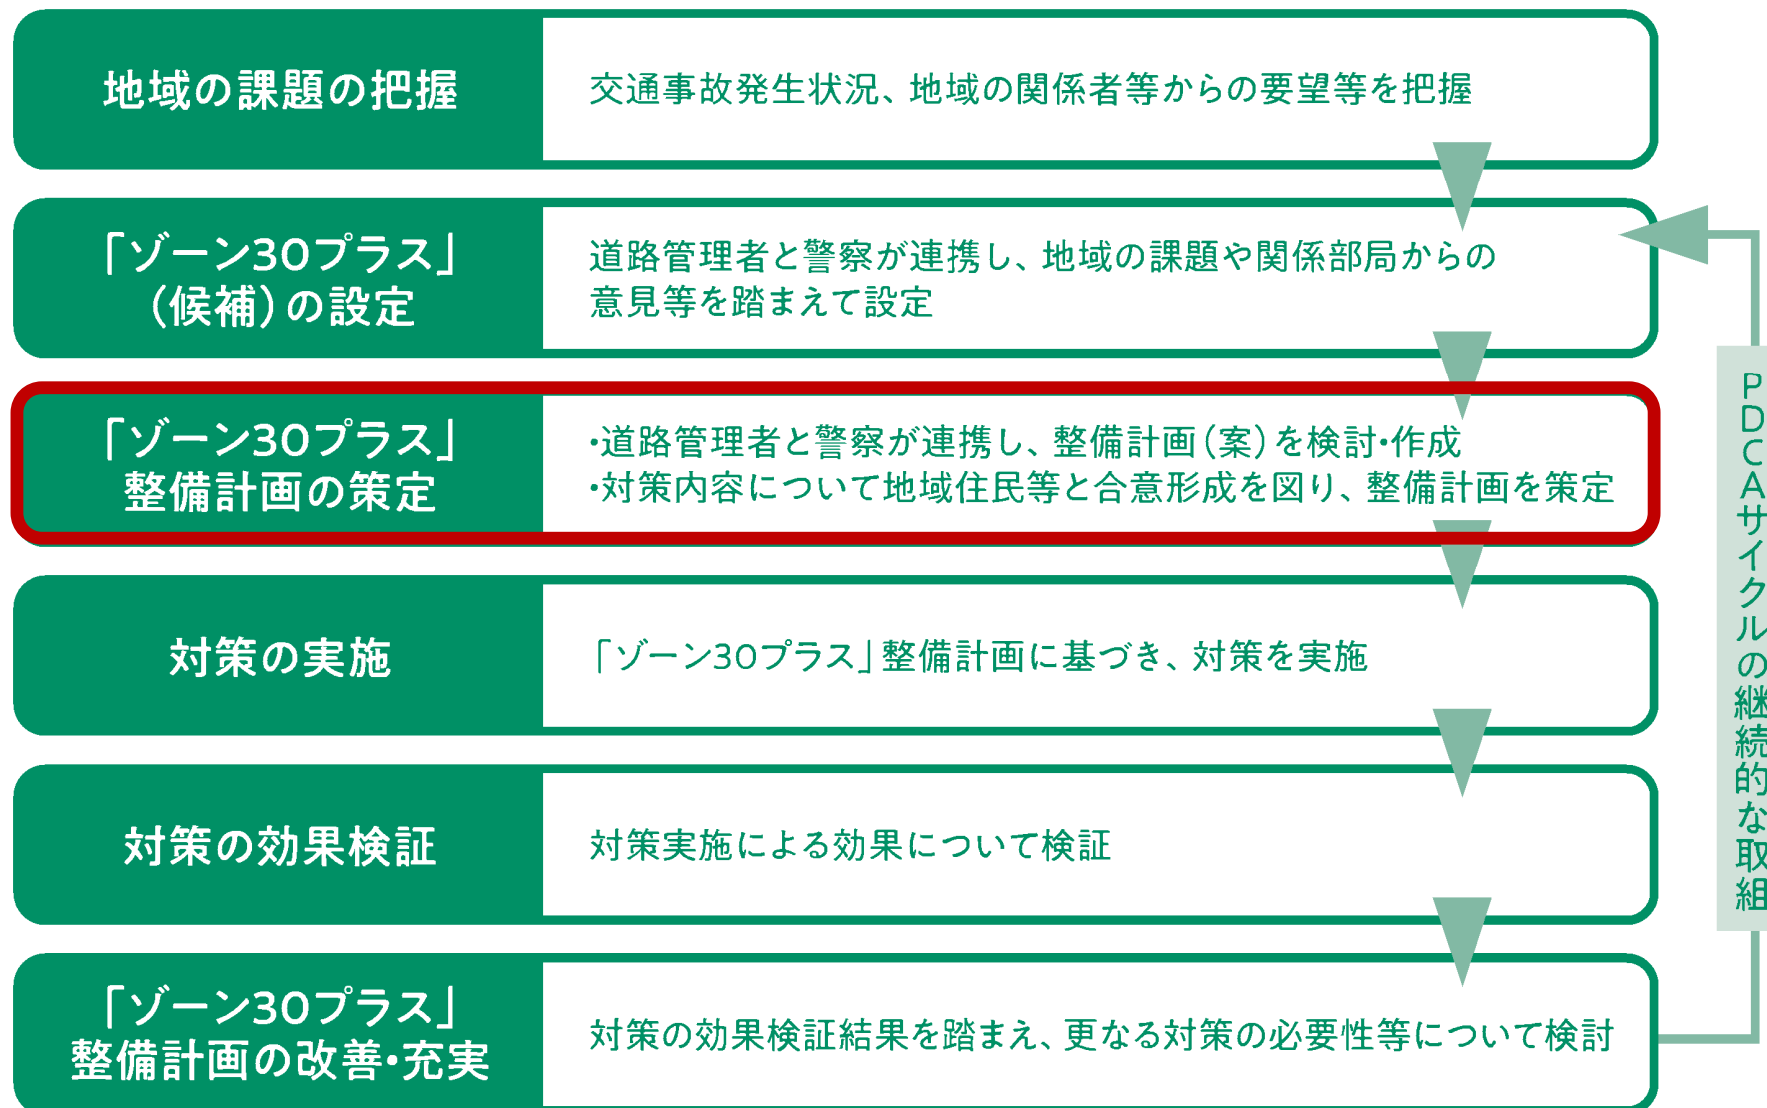 地域の課題の把握
交通事故発生状況、地域の関係者等からの要望等を把握
「ゾーン30プラス」
（候補）の設定
道路管理者と警察が連携し、地域の課題や関係部局からの
意見等を踏まえて設定
「ゾーン30プラス」
整備計画の策定
・道路管理者と警察が連携し、整備計画（案）を検討・作成
・対策内容について地域住民等と合意形成を図り、整備計画を策定
対策の実施
「ゾーン30プラス」整備計画に基づき、対策を実施
対策の効果検証
対策実施による効果について検証
「ゾーン30プラス」
整備計画の改善・充実
対策の効果検証結果を踏まえ、更なる対策の必要性等について検討
PDCAサイクルの継続的な取組